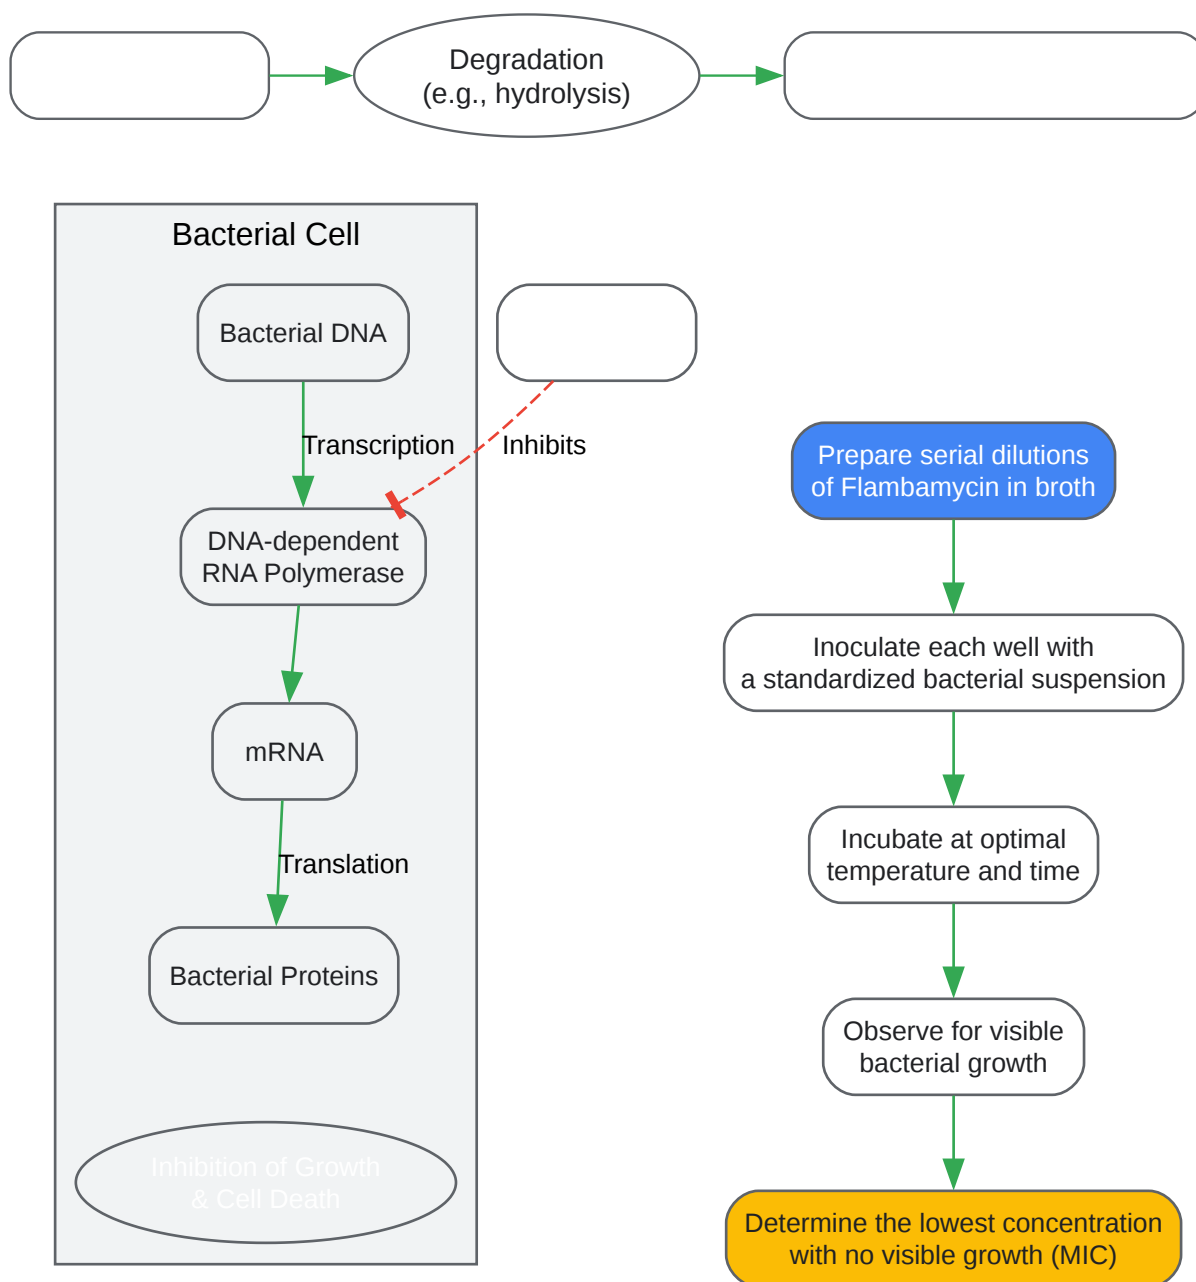 Degradation
(e.g., hydrolysis)
Bacterial Cell
Bacterial DNA
Transcription
Inhibits
DNA-dependent
RNA Polymerase
mRNA
Translation
Bacterial Proteins
Inhibition of Growth
& Cell Death
Prepare serial dilutions
of Flambamycin in broth
Inoculate each well with
a standardized bacterial suspension
Incubate at optimal
temperature and time
Observe for visible
bacterial growth
Determine the lowest concentration
with no visible growth (MIC)